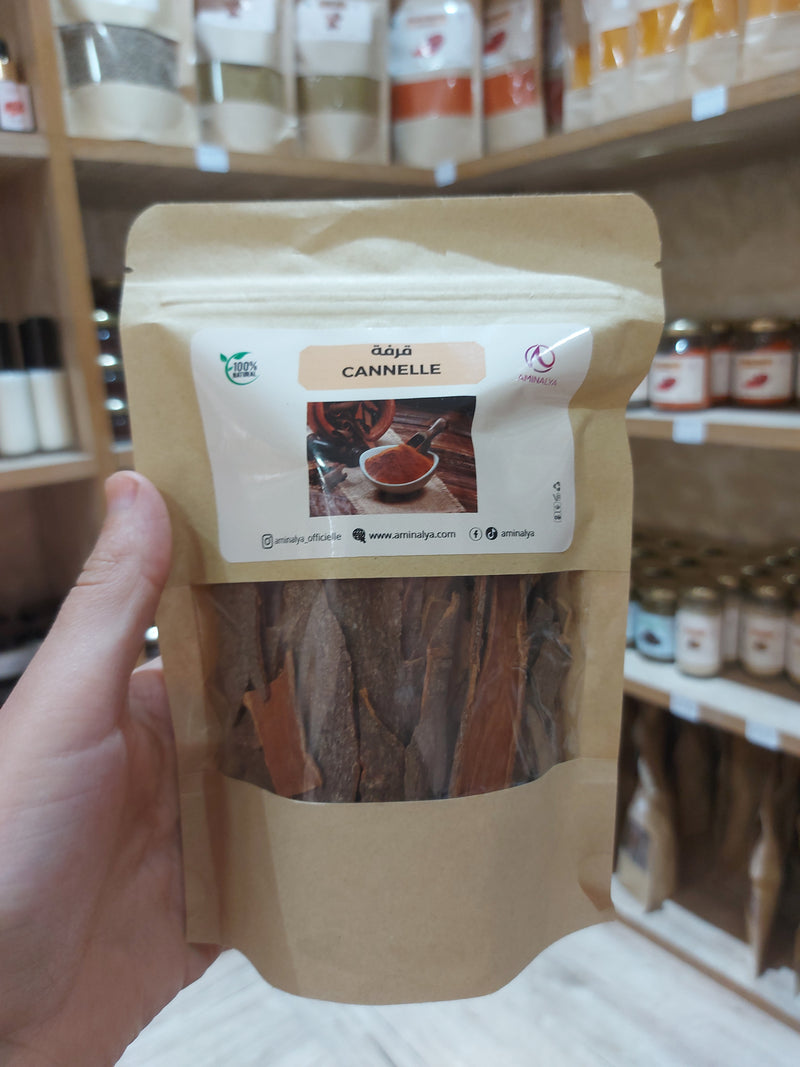 قرفة
CANNELLE
100%
NATURAL
AMINALYA
aminalya_officielle
www.aminalya.com
aminalya